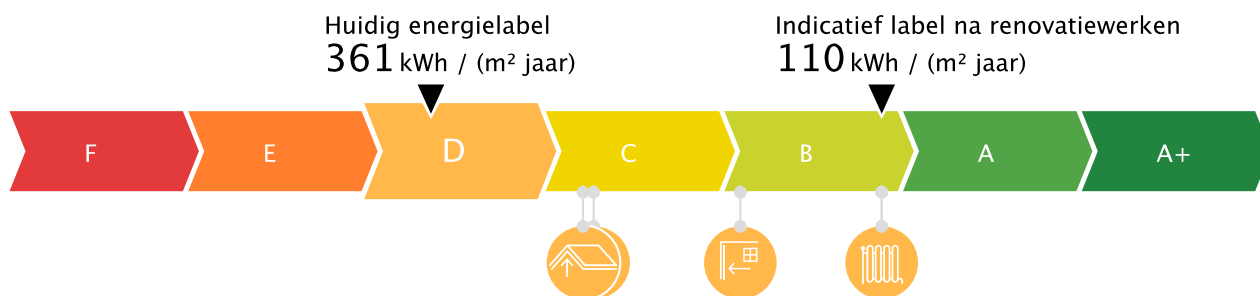 Huidig energielabel
361 kWh / (m² jaar)
Indicatief label na renovatiewerken
110 kWh / (m² jaar)
F
E
D
C
B
A
A+